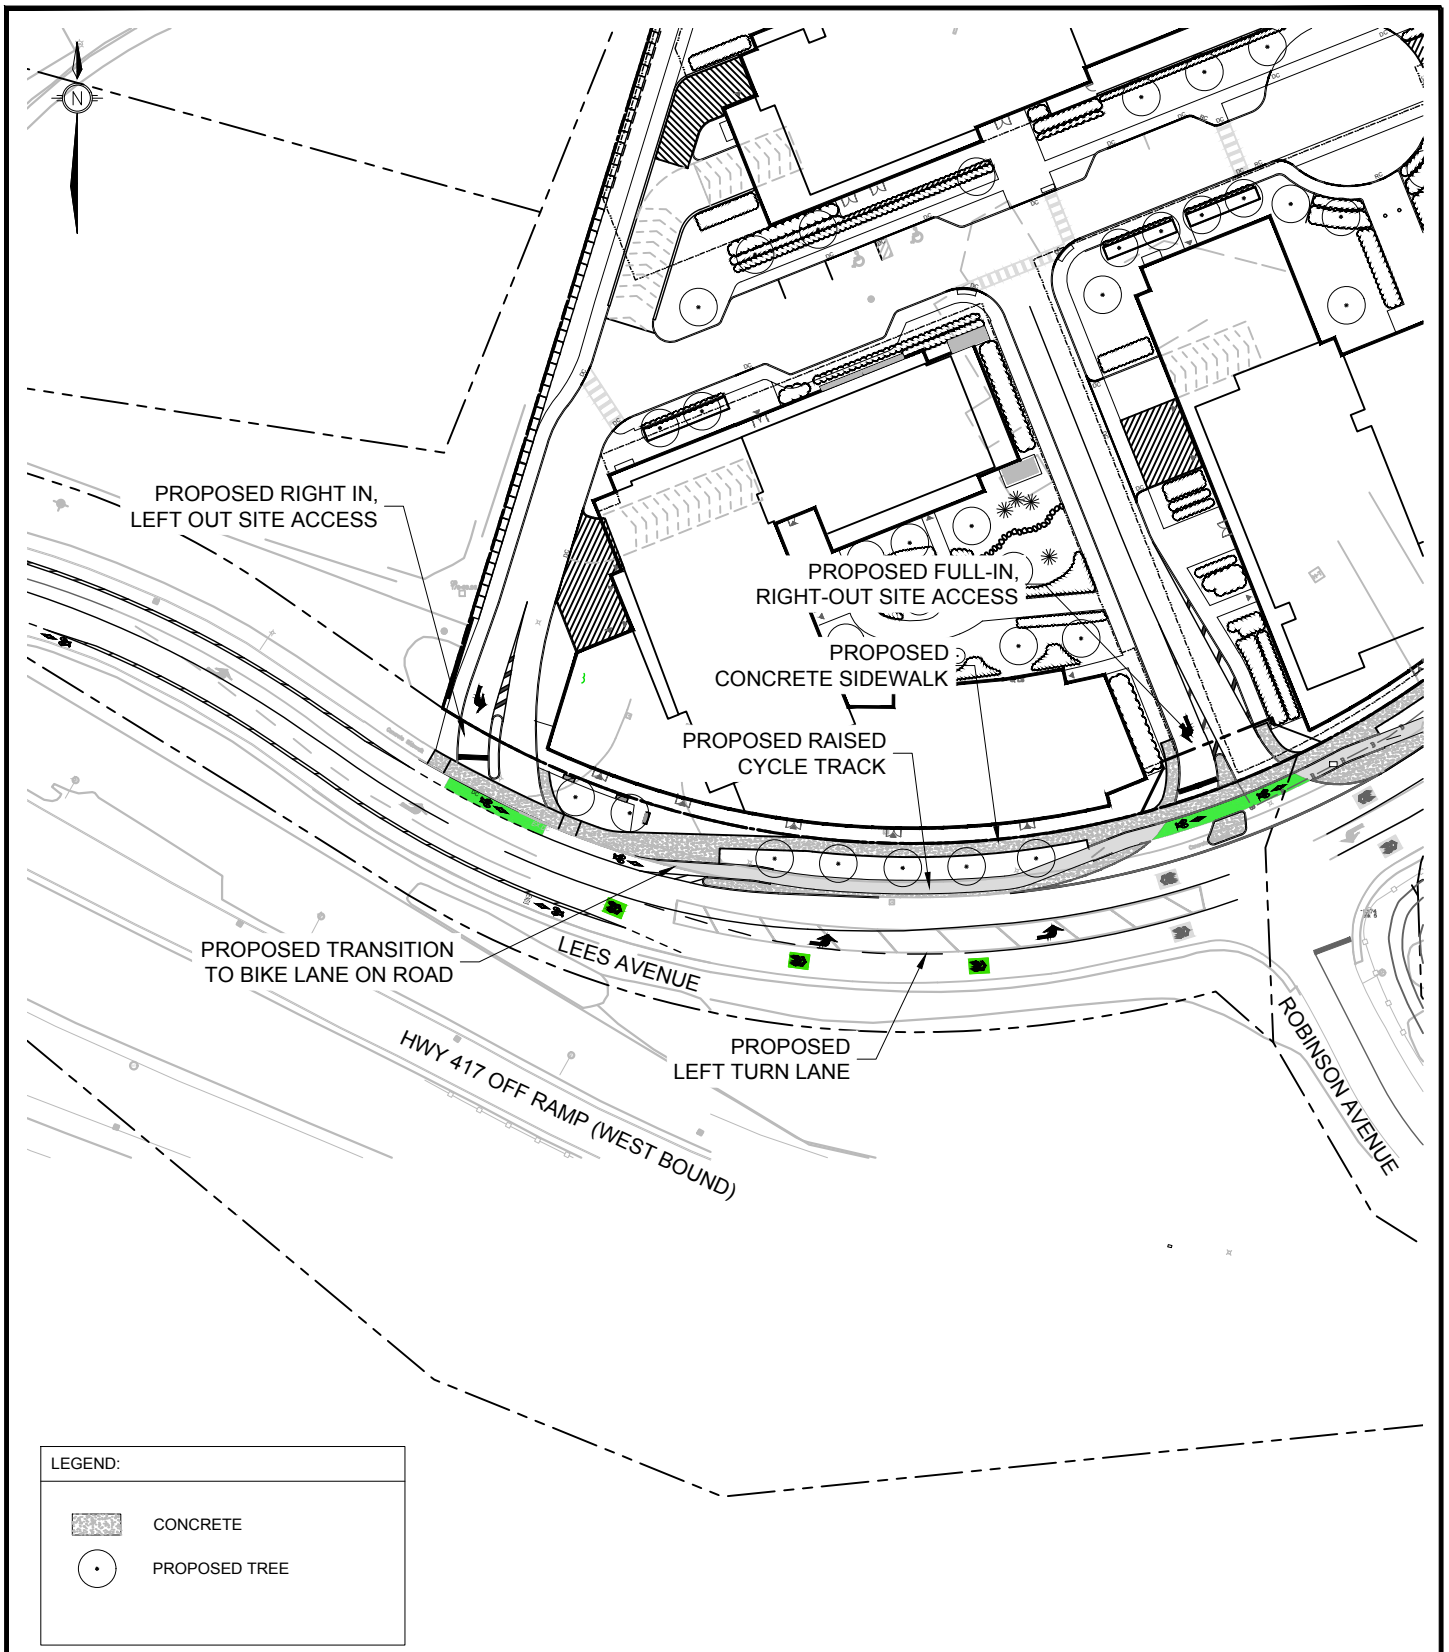 N
PROPOSED RIGHT IN,
LEFT OUT SITE ACCESS
PROPOSED FULL-IN,
RIGHT-OUT SITE ACCESS
PROPOSED
CONCRETE SIDEWALK
PROPOSED RAISED
CYCLE TRACK
PROPOSED TRANSITION
TO BIKE LANE ON ROAD
LEES AVENUE
PROPOSED
LEFT TURN LANE
HWY 417 OFF RAMP (WEST BOUND)
ROBINSON AVENUE
LEGEND:
CONCRETE
PROPOSED TREE